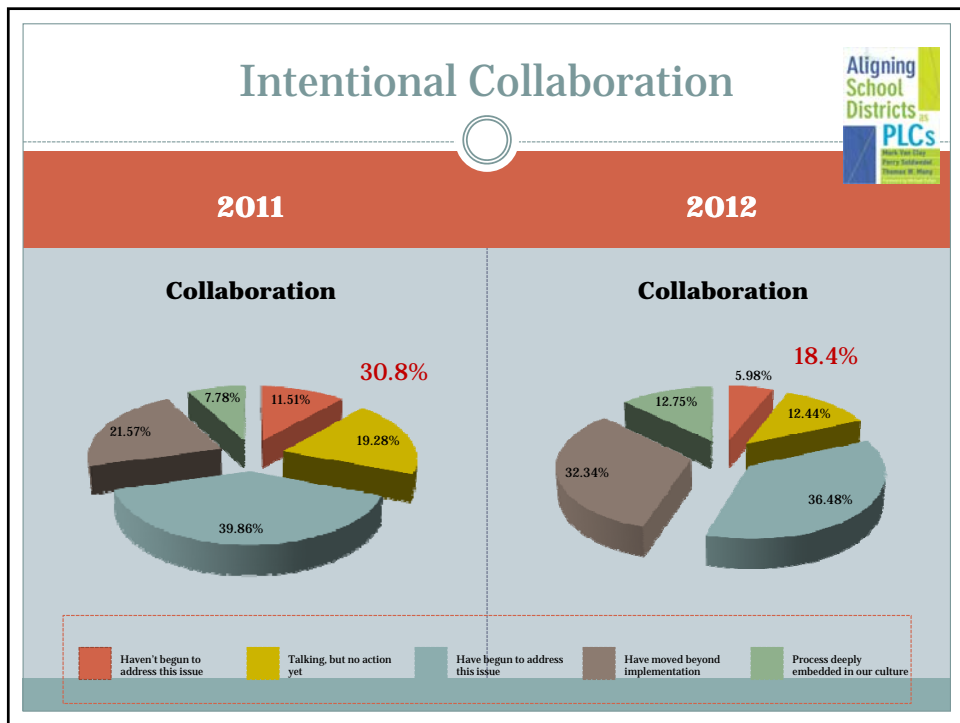 Intentional Collaboration
Aligning
School
Districts as
PLCs
Mark Van Clay
Perry Soldwedel
Thomas W. Many
2011
2012
Collaboration
30.8%
7.78%
11.51%
21.57%
19.28%
39.86%
Collaboration
18.4%
5.98%
12.75%
12.44%
32.34%
36.48%
Haven't begun to
address this issue
Talking, but no action
yet
Have begun to address
this issue
Have moved beyond
implementation
Process deeply
embedded in our culture